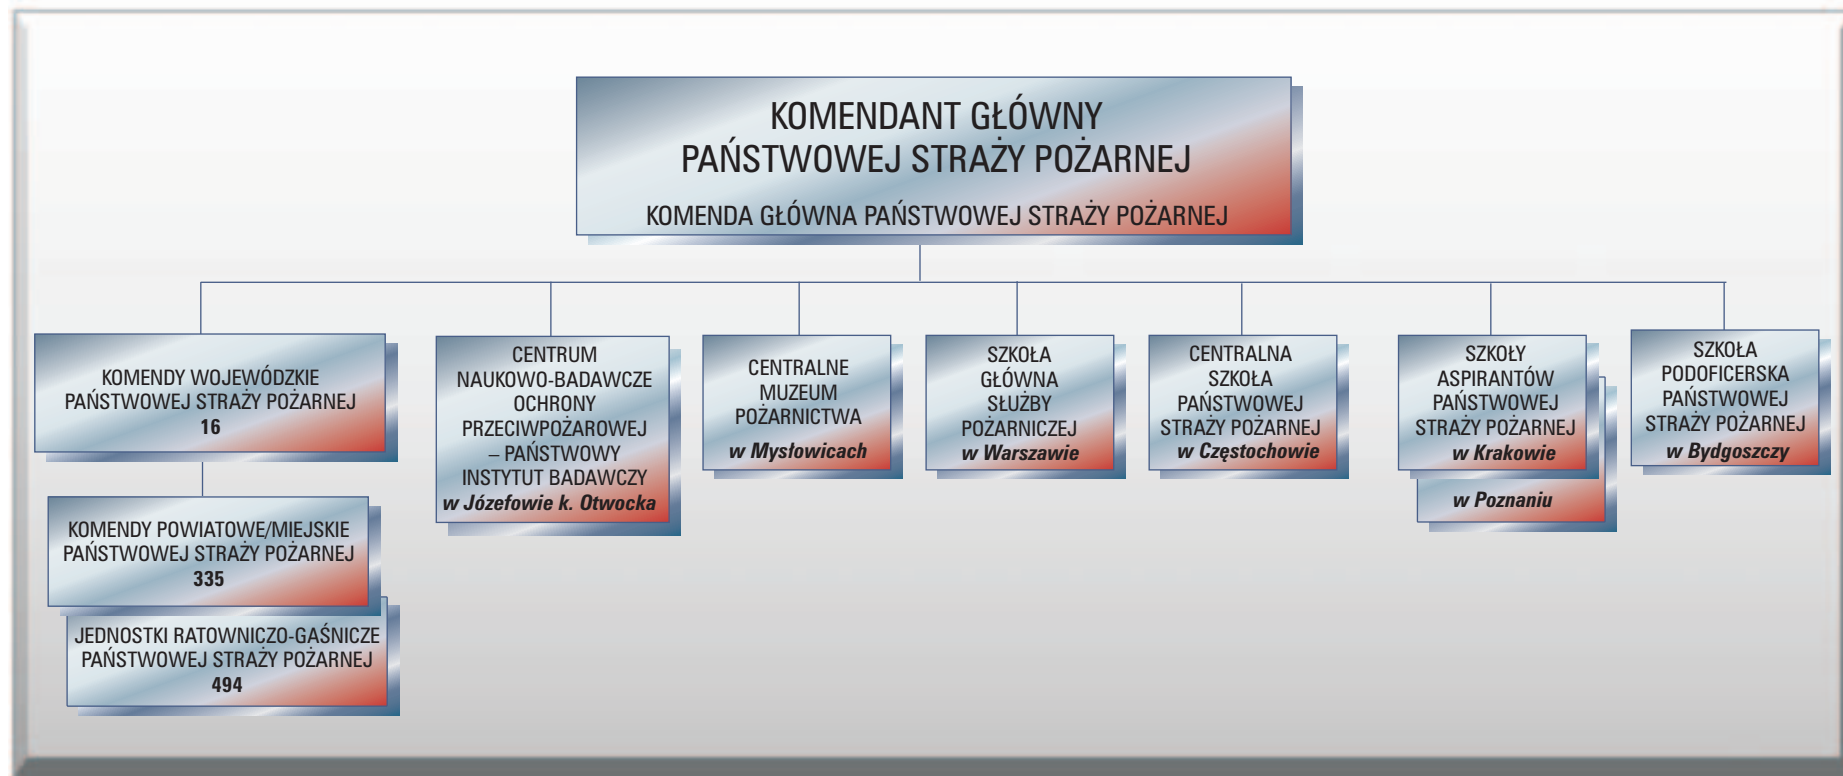 KOMENDANT GŁÓWNY
PAŃSTWOWEJ STRAŻY POŻARNEJ
KOMENDA GŁÓWNA PAŃSTWOWEJ STRAŻY POŻARNEJ
KOMENDY WOJEWÓDZKIE
PAŃSTWOWEJ STRAŻY POŻARNEJ
16
KOMENDY POWIATOWE/MIEJSKIE
PAŃSTWOWEJ STRAŻY POŻARNEJ
335
JEDNOSTKI RATOWNICZO-GAŚNICZE
PAŃSTWOWEJ STRAŻY POŻARNEJ
494
CENTRUM
NAUKOWO-BADAWCZE
OCHRONY
PRZECIWPOŻAROWEJ
– PAŃSTWOWY
INSTYTUT BADAWCZY
w Józefowie k. Otwocka
CENTRALNE
MUZEUM
POŻARNICTWA
w Mysłowicach
SZKOŁA
GŁÓWNA
SŁUŻBY
POŻARNICZEJ
w Warszawie
CENTRALNA
SZKOŁA
PAŃSTWOWEJ
STRAŻY POŻARNEJ
w Częstochowie
SZKOŁY
ASPIRANTÓW
PAŃSTWOWEJ
STRAŻY POŻARNEJ
w Krakowie
w Poznaniu
SZKOŁA
PODOFICERSKA
PAŃSTWOWEJ
STRAŻY POŻARNEJ
w Bydgoszczy